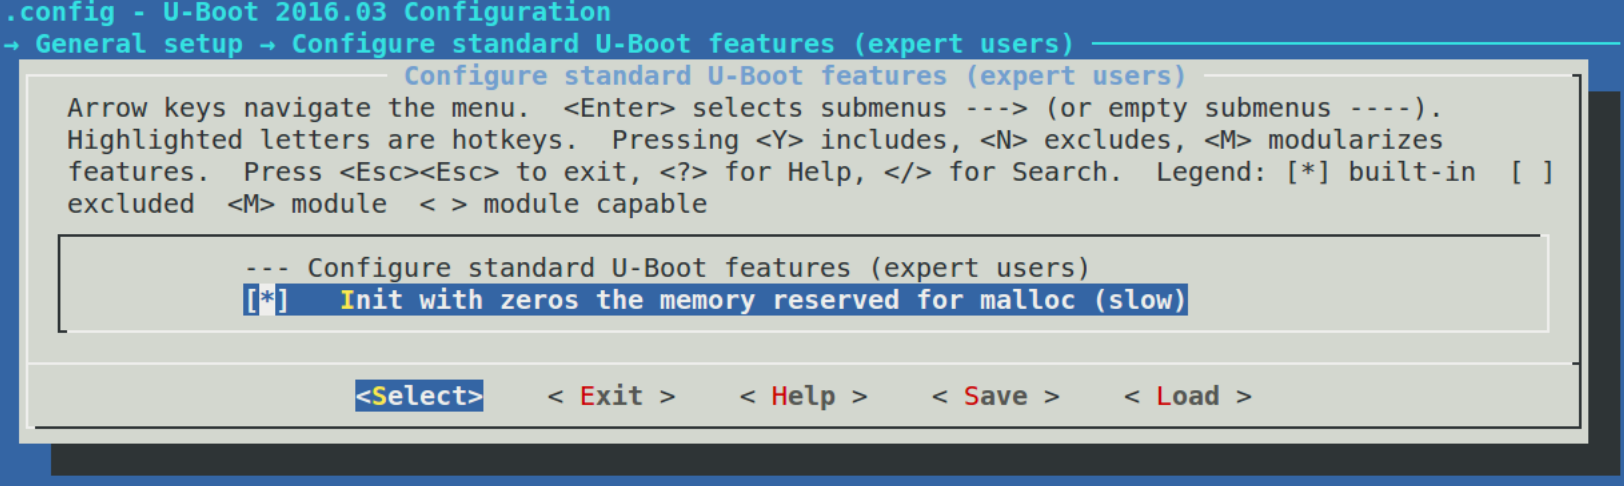 .config - U-Boot 2016.03 Configuration
→ General setup → Configure standard U-Boot features (expert users)
Configure standard U-Boot features (expert users)
Arrow keys navigate the menu.  <Enter> selects submenus ---> (or empty submenus ----).
Highlighted letters are hotkeys.  Pressing <Y> includes, <N> excludes, <M> modularizes
features.  Press <Esc><Esc> to exit, <?> for Help, </> for Search.  Legend: [*] built-in  [ ]
excluded  <M> module  < > module capable
--- Configure standard U-Boot features (expert users)
[*]   Init with zeros the memory reserved for malloc (slow)
<Select>    < Exit >    < Help >    < Save >    < Load >